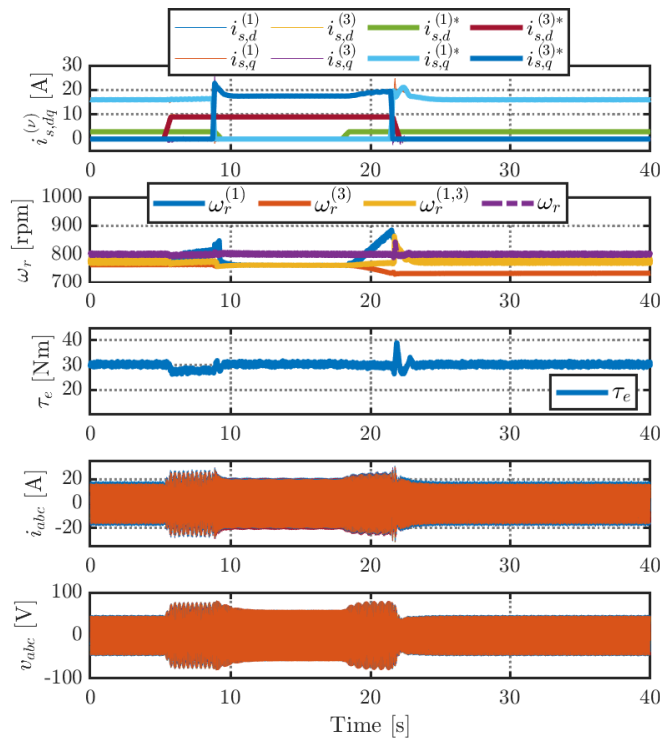 i_{s,d}^{(1)} i_{s,d}^{(3)} i_{s,d}^{(1)*} i_{s,d}^{(3)*}
i_{s,q}^{(1)} i_{s,q}^{(3)} i_{s,q}^{(1)*} i_{s,q}^{(3)*}
i_{s,dq}^{(ν)} [A]
30
20
10
0
0 10 20 30 40
ω_r^{(1)} ω_r^{(3)} ω_r^{(1,3)} ω_r
ω_r [rpm]
1000
900
800
700
0 10 20 30 40
τ_e [Nm]
40
30
20
τ_e
0 10 20 30 40
i_{abc} [A]
20
0
-20
0 10 20 30 40
v_{abc} [V]
100
0
-100
0 10 20 30 40
Time [s]